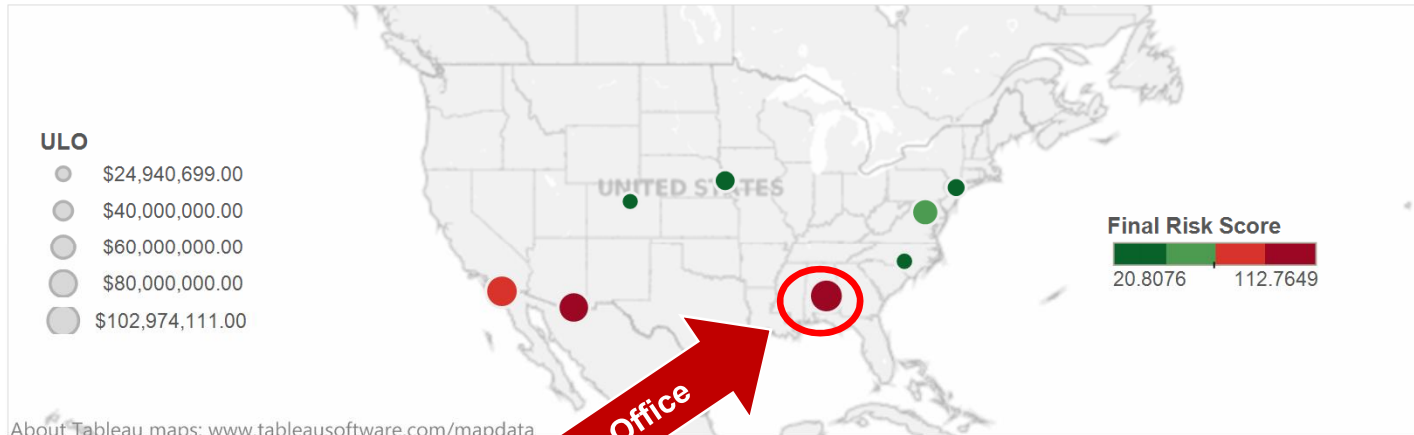 ULO
$24,940,699.00
$40,000,000.00
$60,000,000.00
$80,000,000.00
$102,974,111.00
UNITED STATES
Final Risk Score
20.8076 112.7649
Office
About Tableau maps: www.tableausoftware.com/mapdata